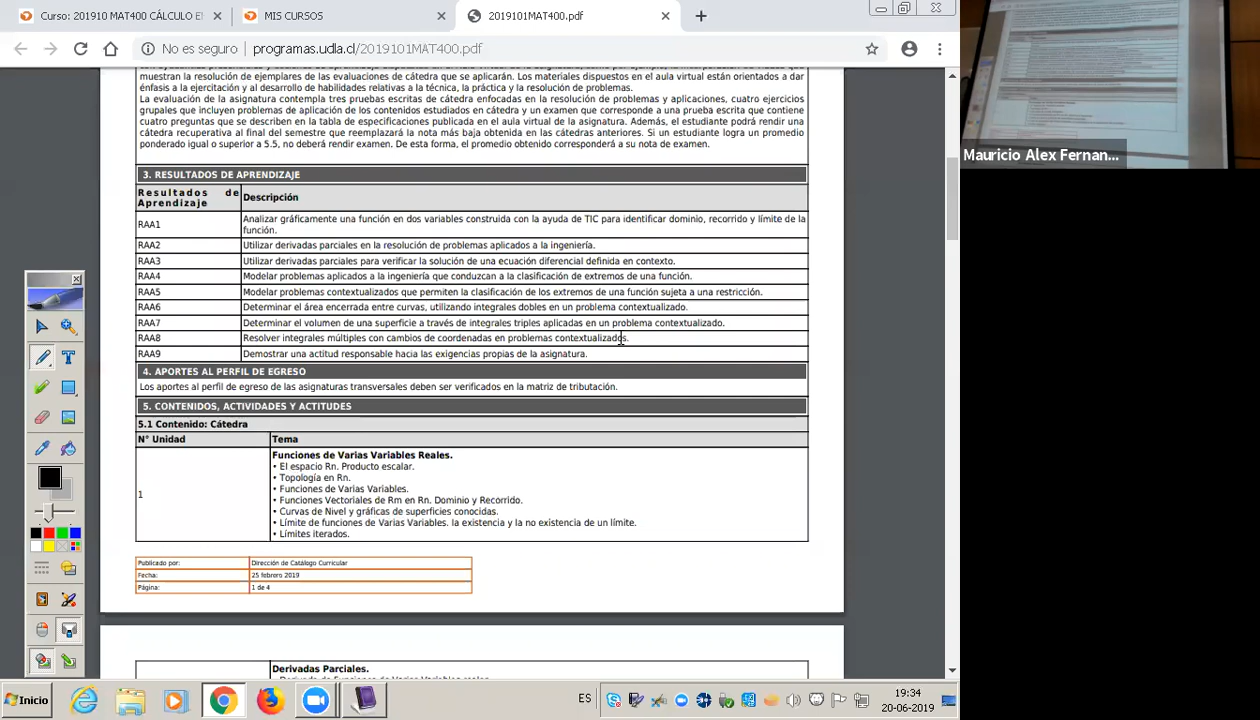 Curso: 201910 MAT400 CÁLCULO E
MIS CURSOS
2019101MAT400.pdf
No es seguro
programas.udla.cl/2019101MAT400.pdf
muestran la resolución de ejemplares de las evaluaciones de cátedra que se aplicarán. Los materiales dispuestos en el aula virtual están orientados a dar
énfasis a la ejercitación y al desarrollo de habilidades relativas a la técnica, la práctica y la resolución de problemas.
La evaluación de la asignatura contempla tres pruebas escritas de cátedra enfocadas en la resolución de problemas y aplicaciones, cuatro ejercicios
grupales que incluyen problemas de aplicación de los contenidos estudiados en cátedra y un examen que corresponde a una prueba escrita que contiene
cuatro preguntas que se describen en la tabla de especificaciones publicada en el aula virtual de la asignatura. Además, el estudiante podrá rendir una
cátedra recuperativa al final del semestre que reemplazará la nota más baja obtenida en las cátedras anteriores. Si un estudiante logra un promedio
ponderado igual o superior a 5.5, no deberá rendir examen. De esta forma, el promedio obtenido corresponderá a su nota de examen.
3. RESULTADOS DE APRENDIZAJE
Resultados de Aprendizaje
Descripción
RAA1
Analizar gráficamente una función en dos variables construida con la ayuda de TIC para identificar dominio, recorrido y límite de la
función.
RAA2
Utilizar derivadas parciales en la resolución de problemas aplicados a la ingeniería.
RAA3
Utilizar derivadas parciales para verificar la solución de una ecuación diferencial definida en contexto.
RAA4
Modelar problemas aplicados a la ingeniería que conduzcan a la clasificación de extremos de una función.
RAA5
Modelar problemas contextualizados que permiten la clasificación de los extremos de una función sujeta a una restricción.
RAA6
Determinar el área encerrada entre curvas, utilizando integrales dobles en un problema contextualizado.
RAA7
Determinar el volumen de una superficie a través de integrales triples aplicadas en un problema contextualizado.
RAA8
Resolver integrales múltiples con cambios de coordenadas en problemas contextualizados.
RAA9
Demostrar una actitud responsable hacia las exigencias propias de la asignatura.
4. APORTES AL PERFIL DE EGRESO
Los aportes al perfil de egreso de las asignaturas transversales deben ser verificados en la matriz de tributación.
5. CONTENIDOS, ACTIVIDADES Y ACTITUDES
5.1 Contenido: Cátedra
N° Unidad
Tema
1
Funciones de Varias Variables Reales.
• El espacio Rn. Producto escalar.
• Topología en Rn.
• Funciones de Varias Variables.
• Funciones Vectoriales de Rm en Rn. Dominio y Recorrido.
• Curvas de Nivel y gráficas de superficies conocidas.
• Límite de funciones de Varias Variables. la existencia y la no existencia de un límite.
• Límites iterados.
Publicado por:
Dirección de Catálogo Curricular
Fecha:
25 febrero 2019
Página:
1 de 4
Derivadas Parciales.
Mauricio Alex Fernan...
T
Inicio
ES
19:34
20-06-2019